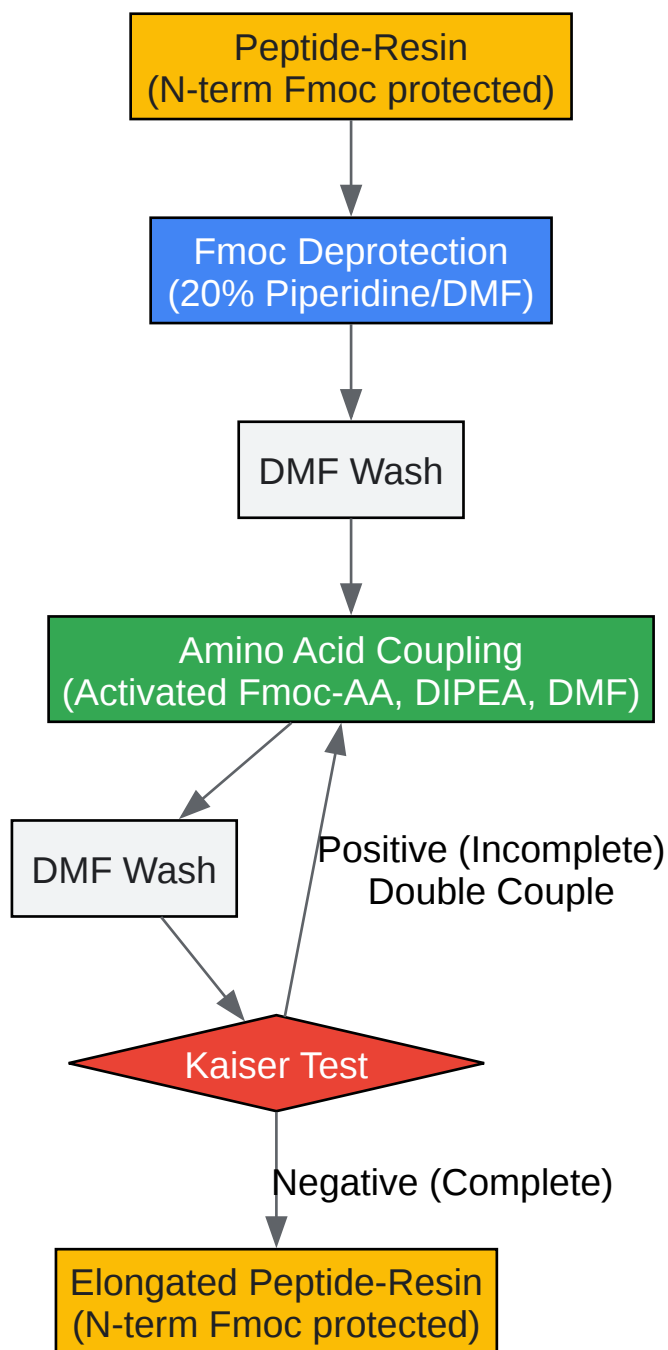 Peptide-Resin
(N-term Fmoc protected)
Fmoc Deprotection
(20% Piperidine/DMF)
DMF Wash
Amino Acid Coupling
(Activated Fmoc-AA, DIPEA, DMF)
DMF Wash
Positive (Incomplete)
Double Couple
Kaiser Test
Negative (Complete)
Elongated Peptide-Resin
(N-term Fmoc protected)